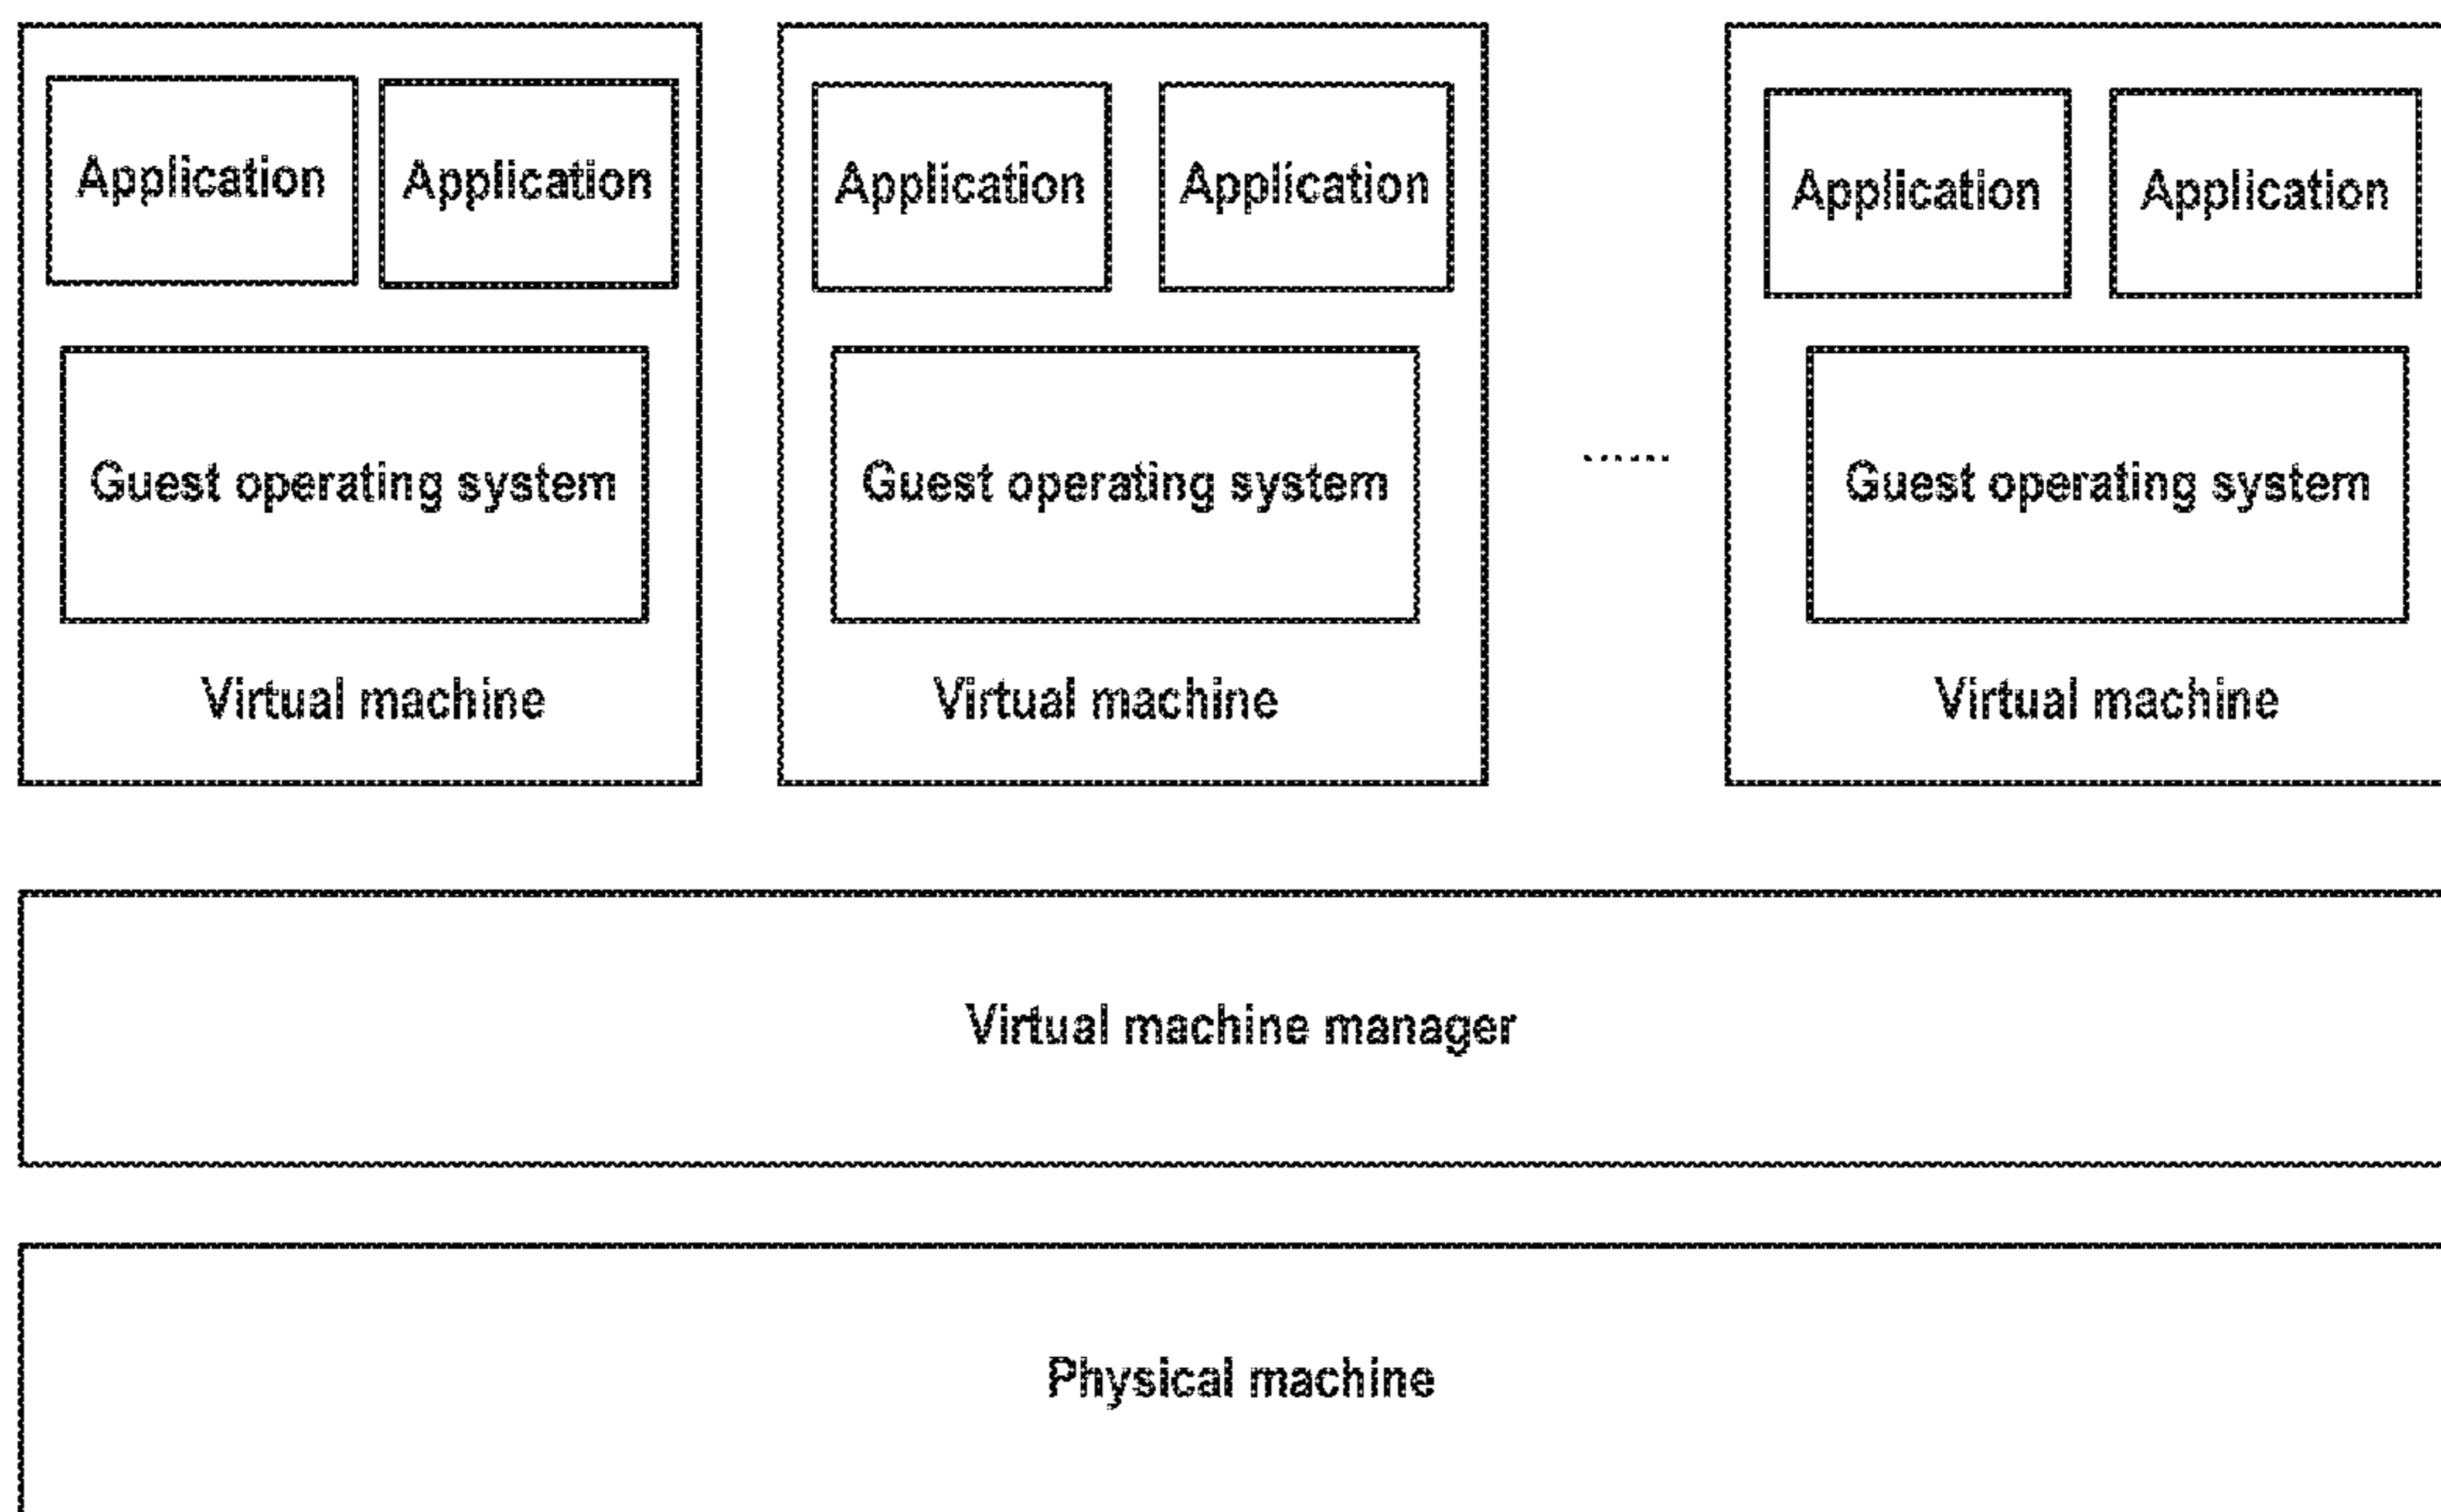 Application Application Application Application Application Application
Guest operating system Guest operating system ...... Guest operating system
Virtual machine Virtual machine Virtual machine
Virtual machine manager
Physical machine